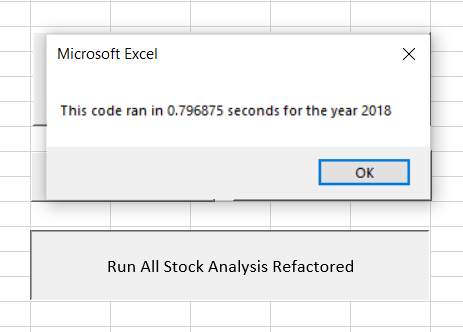 Microsoft Excel
This code ran in 0.796875 seconds for the year 2018
OK
Run All Stock Analysis Refactored